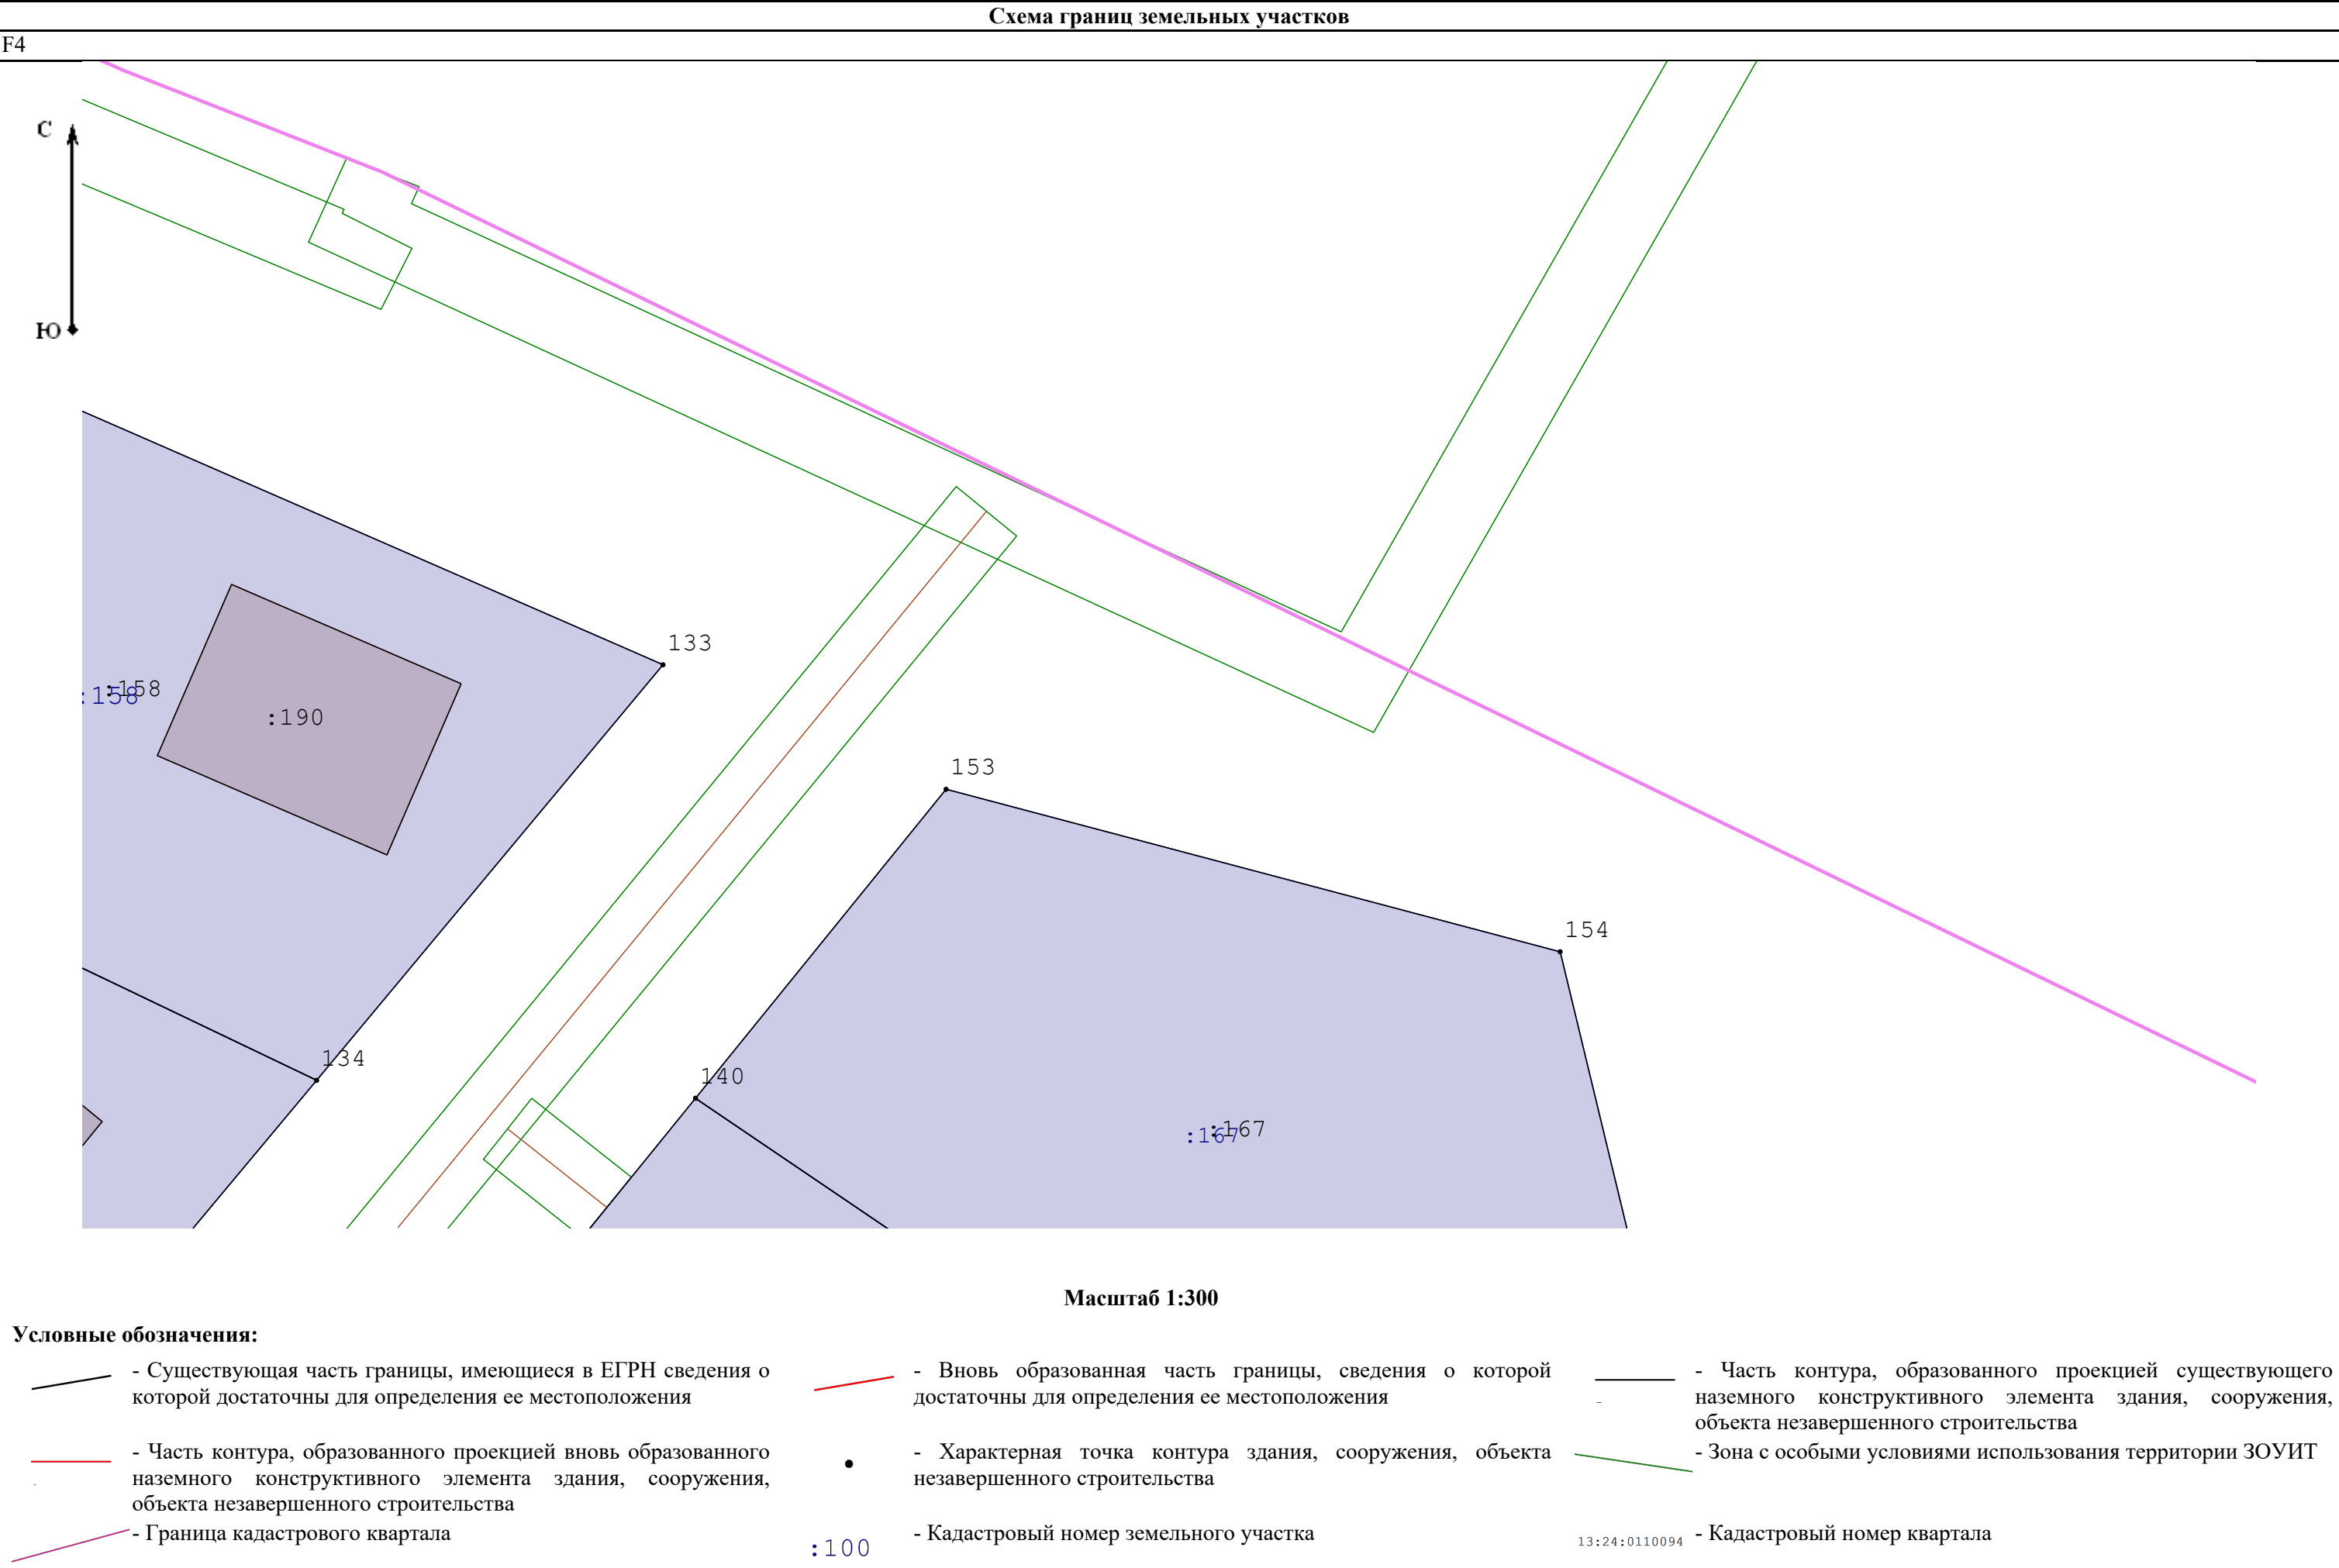 Схема границ земельных участков
F4
С
Ю
133
:158
:158
:190
153
154
134
140
:167
:167
Масштаб 1:300
Условные обозначения:
- Существующая часть границы, имеющиеся в ЕГРН сведения о
которой достаточны для определения ее местоположения
- Вновь образованная часть границы, сведения о которой
достаточны для определения ее местоположения
- Часть контура, образованного проекцией существующего
наземного конструктивного элемента здания, сооружения,
объекта незавершенного строительства
- Часть контура, образованного проекцией вновь образованного
наземного конструктивного элемента здания, сооружения,
объекта незавершенного строительства
- Характерная точка контура здания, сооружения, объекта
незавершенного строительства
- Зона с особыми условиями использования территории ЗОУИТ
- Граница кадастрового квартала
:100
- Кадастровый номер земельного участка
13:24:0110094
- Кадастровый номер квартала